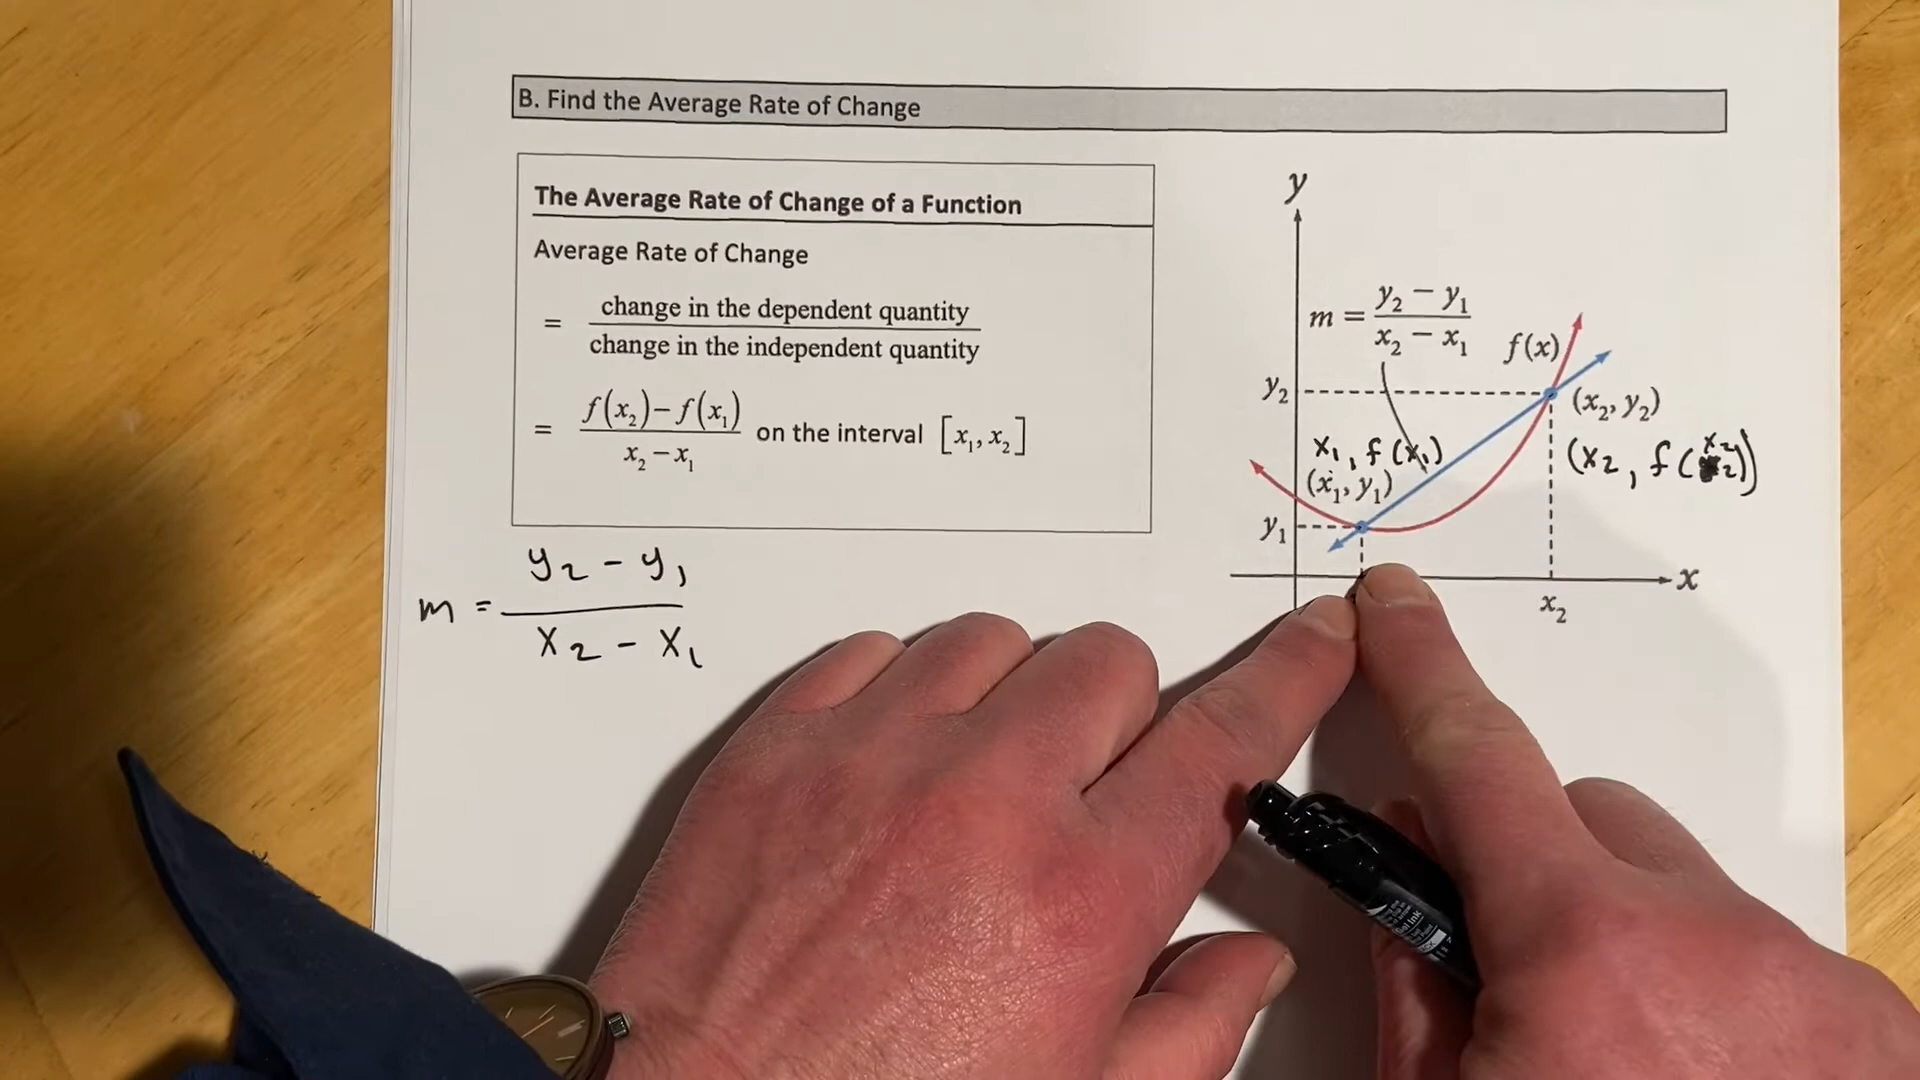 B. Find the Average Rate of Change
The Average Rate of Change of a Function
Average Rate of Change
= change in the dependent quantity
change in the independent quantity
= f(x₂)−f(x₁)
x₂−x₁
on the interval [x₁, x₂]
m = y₂ - y₁
x₂ - x₁
y
m = y₂ − y₁
x₂ − x₁
f(x)
y₂
(x₂, y₂)
x₁, f(x₁)
(x₂, f(x₂))
(x₁, y₁)
y₁
x
x₂